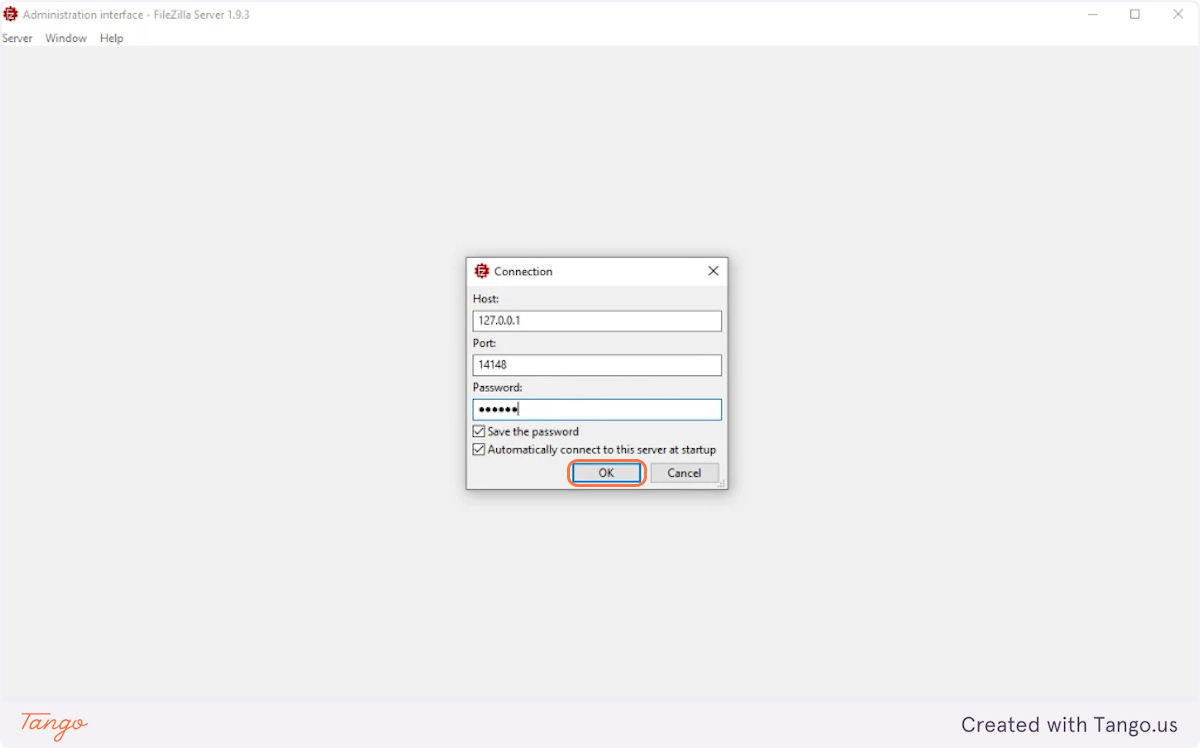 Administration interface - FileZilla Server 1.9.3
Server Window Help
Connection
Host:
127.0.0.1
Port:
14148
Password:
••••••
Save the password
Automatically connect to this server at startup
OK Cancel
Tango
Created with Tango.us